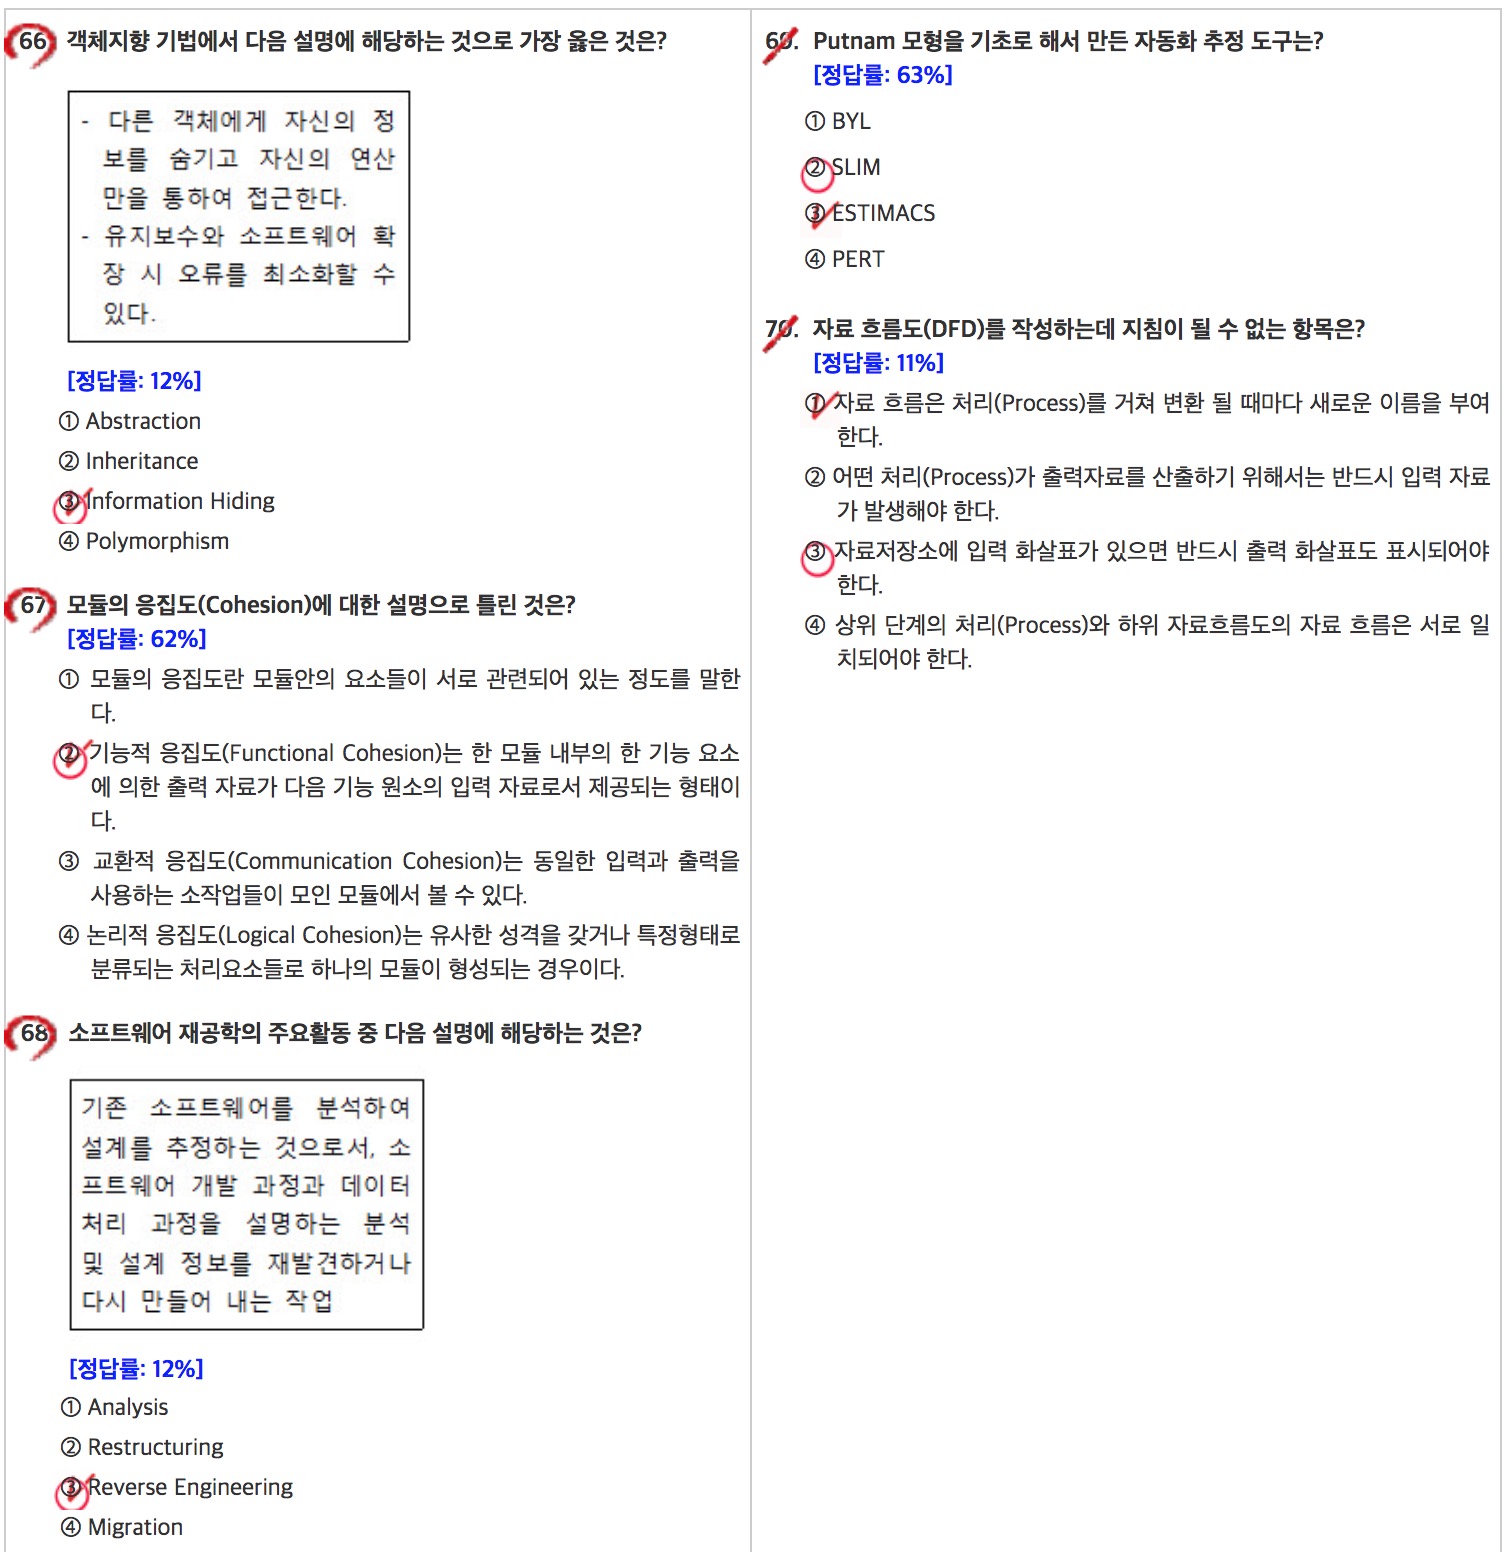 66. 객체지향 기법에서 다음 설명에 해당하는 것으로 가장 옳은 것은?
- 다른 객체에게 자신의 정
보를 숨기고 자신의 연산
만을 통하여 접근한다.
- 유지보수와 소프트웨어 확
장 시 오류를 최소화할 수
있다.
[정답률: 12%]
① Abstraction
② Inheritance
③ Information Hiding
④ Polymorphism
67. 모듈의 응집도(Cohesion)에 대한 설명으로 틀린 것은?
[정답률: 62%]
① 모듈의 응집도란 모듈안의 요소들이 서로 관련되어 있는 정도를 말한
다.
② 기능적 응집도(Functional Cohesion)는 한 모듈 내부의 한 기능 요소
에 의한 출력 자료가 다음 기능 원소의 입력 자료로서 제공되는 형태이
다.
③ 교환적 응집도(Communication Cohesion)는 동일한 입력과 출력을
사용하는 소작업들이 모인 모듈에서 볼 수 있다.
④ 논리적 응집도(Logical Cohesion)는 유사한 성격을 갖거나 특정형태로
분류되는 처리요소들로 하나의 모듈이 형성되는 경우이다.
68. 소프트웨어 재공학의 주요활동 중 다음 설명에 해당하는 것은?
기존 소프트웨어를 분석하여
설계를 추정하는 것으로서, 소
프트웨어 개발 과정과 데이터
처리 과정을 설명하는 분석
및 설계 정보를 재발견하거나
다시 만들어 내는 작업
[정답률: 12%]
① Analysis
② Restructuring
③ Reverse Engineering
④ Migration
69. Putnam 모형을 기초로 해서 만든 자동화 추정 도구는?
[정답률: 63%]
① BYL
② SLIM
③ ESTIMACS
④ PERT
70. 자료 흐름도(DFD)를 작성하는데 지침이 될 수 없는 항목은?
[정답률: 11%]
① 자료 흐름은 처리(Process)를 거쳐 변환 될 때마다 새로운 이름을 부여
한다.
② 어떤 처리(Process)가 출력자료를 산출하기 위해서는 반드시 입력 자료
가 발생해야 한다.
③ 자료저장소에 입력 화살표가 있으면 반드시 출력 화살표도 표시되어야
한다.
④ 상위 단계의 처리(Process)와 하위 자료흐름도의 자료 흐름은 서로 일
치되어야 한다.